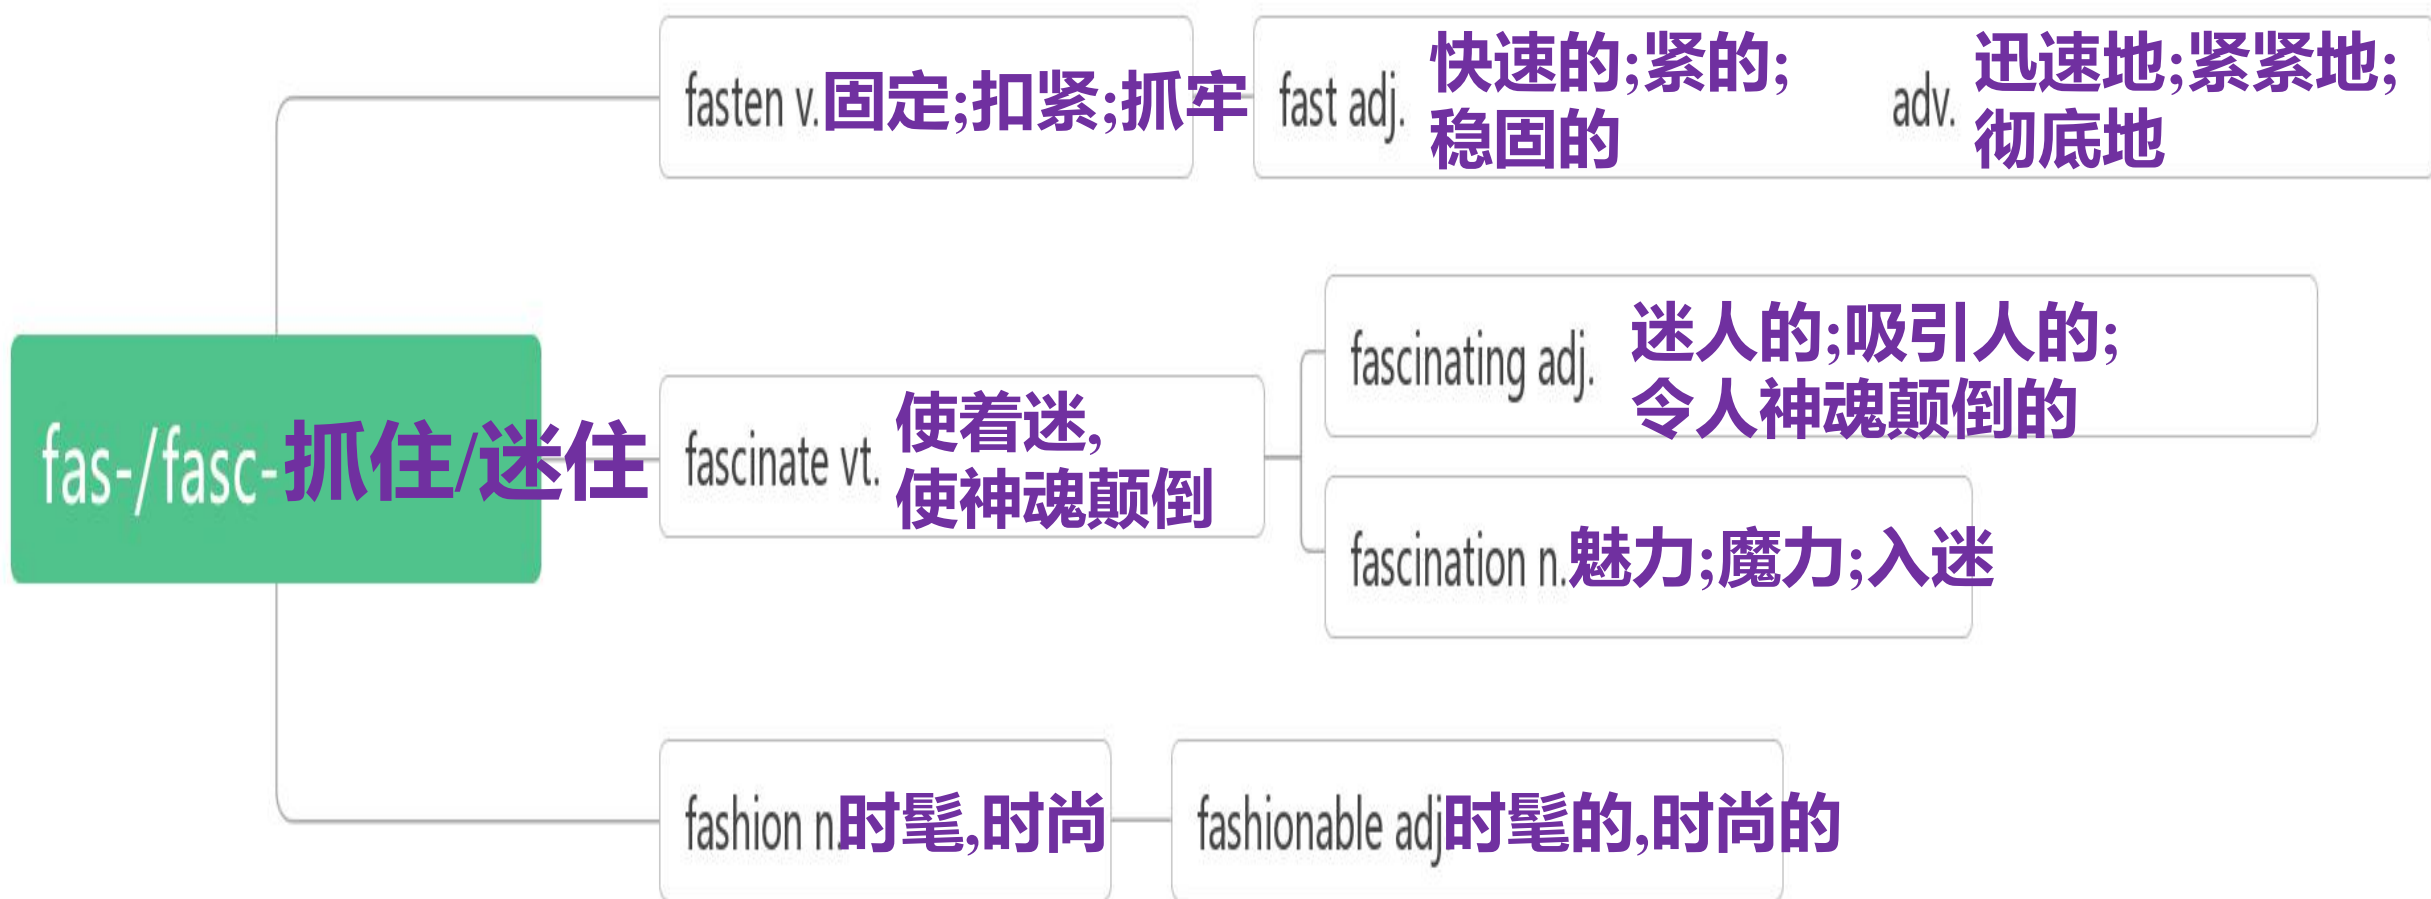 fasten v.固定;扣紧;抓牢
fast adj. 快速的;紧的;
稳固的
adv. 迅速地;紧紧地;
彻底地
fas-/fasc-抓住/迷住
fascinate vt. 使着迷,
使神魂颠倒
fascinating adj. 迷人的;吸引人的;
令人神魂颠倒的
fascination n.魅力;魔力;入迷
fashion n.时髦,时尚
fashionable adj时髦的,时尚的